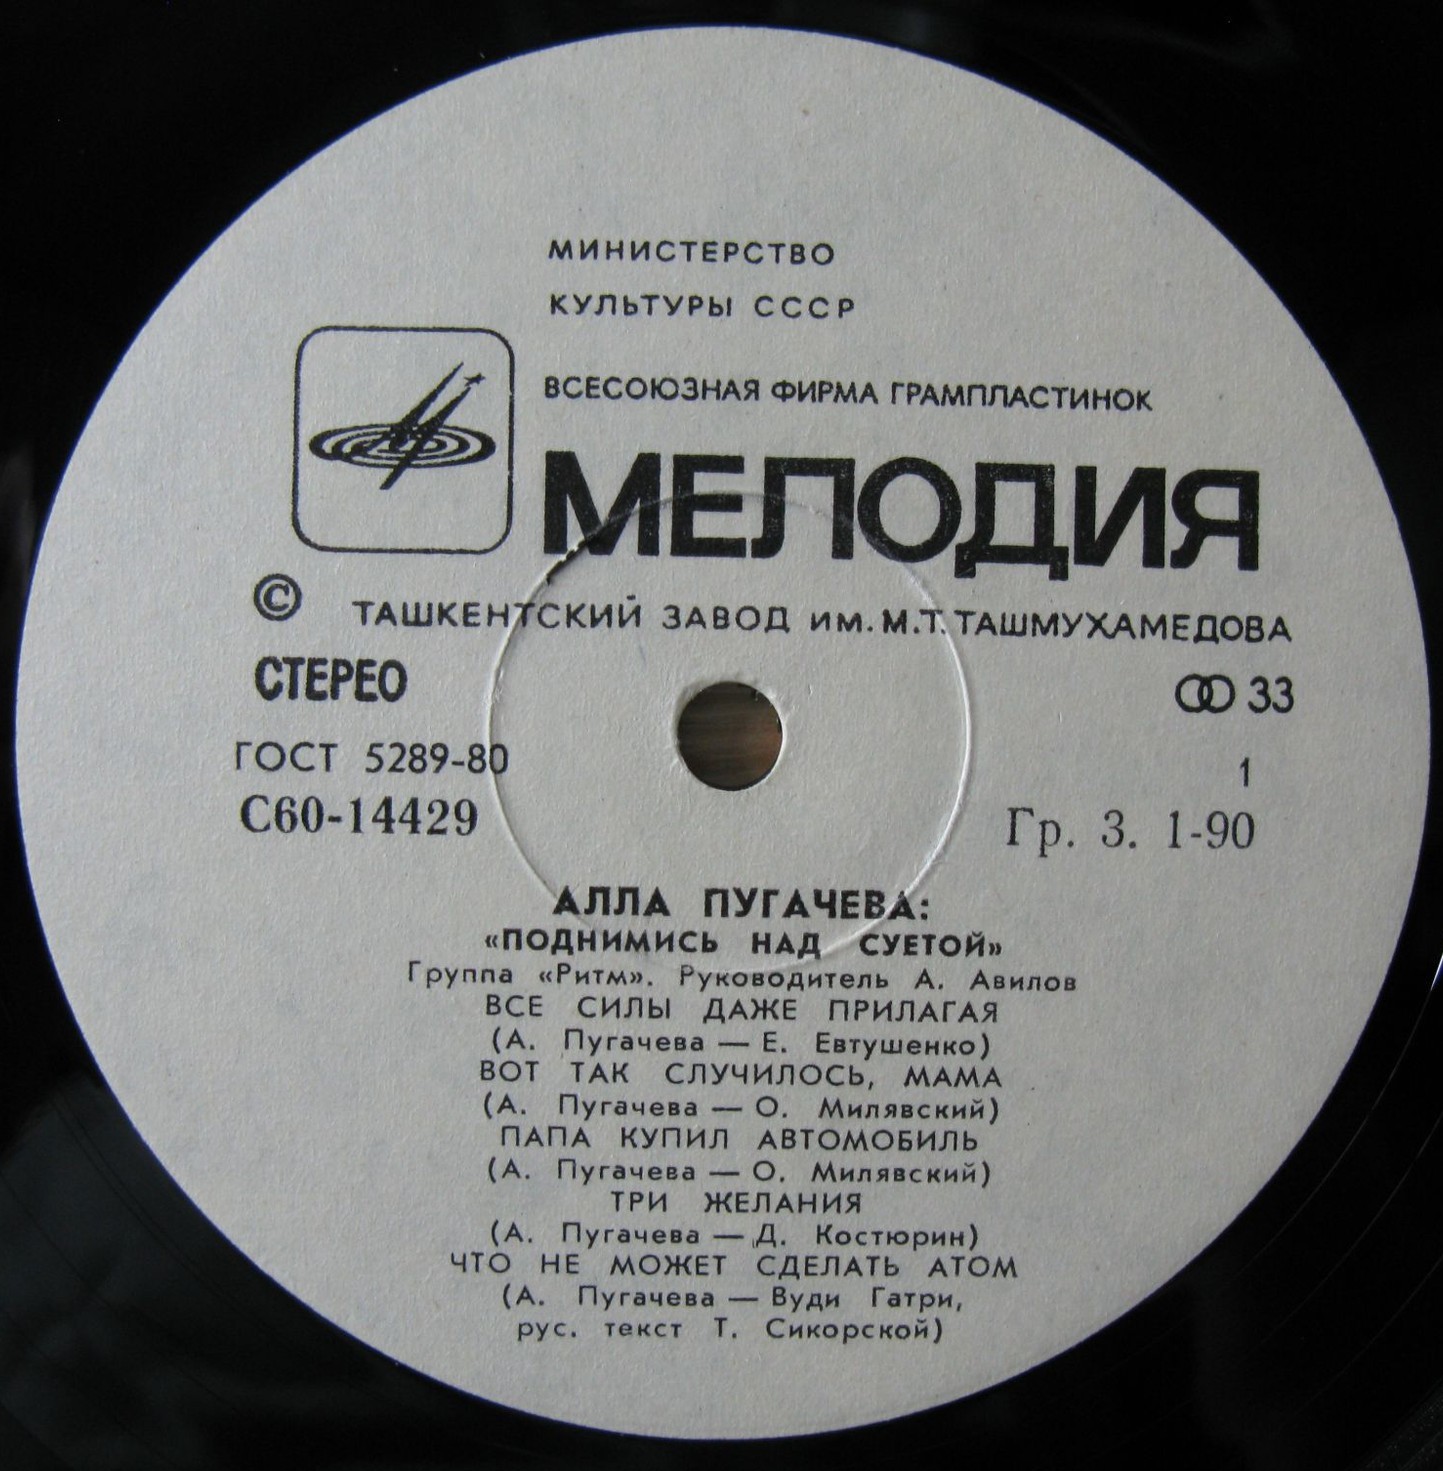 МИНИСТЕРСТВО
КУЛЬТУРЫ СССР
ВСЕСОЮЗНАЯ ФИРМА ГРАМПЛАСТИНОК
МЕЛОДИЯ
© ТАШКЕНТСКИЙ ЗАВОД ИМ. М.Т. ТАШМУХАМЕДОВА
СТЕРЕО 33
ГОСТ 5289-80 1
С60-14429 Гр. 3. 1-90
АЛЛА ПУГАЧЕВА:
«ПОДНИМИСЬ НАД СУЕТОЙ»
Группа «Ритм». Руководитель А. Авилов
ВСЕ СИЛЫ ДАЖЕ ПРИЛАГАЯ
(А. Пугачева — Е. Евтушенко)
ВОТ ТАК СЛУЧИЛОСЬ, МАМА
(А. Пугачева — О. Милявский)
ПАПА КУПИЛ АВТОМОБИЛЬ
(А. Пугачева — О. Милявский)
ТРИ ЖЕЛАНИЯ
(А. Пугачева — Д. Костюрин)
ЧТО НЕ МОЖЕТ СДЕЛАТЬ АТОМ
(А. Пугачева — Вуди Гатри,
рус. текст Т. Сикорской)